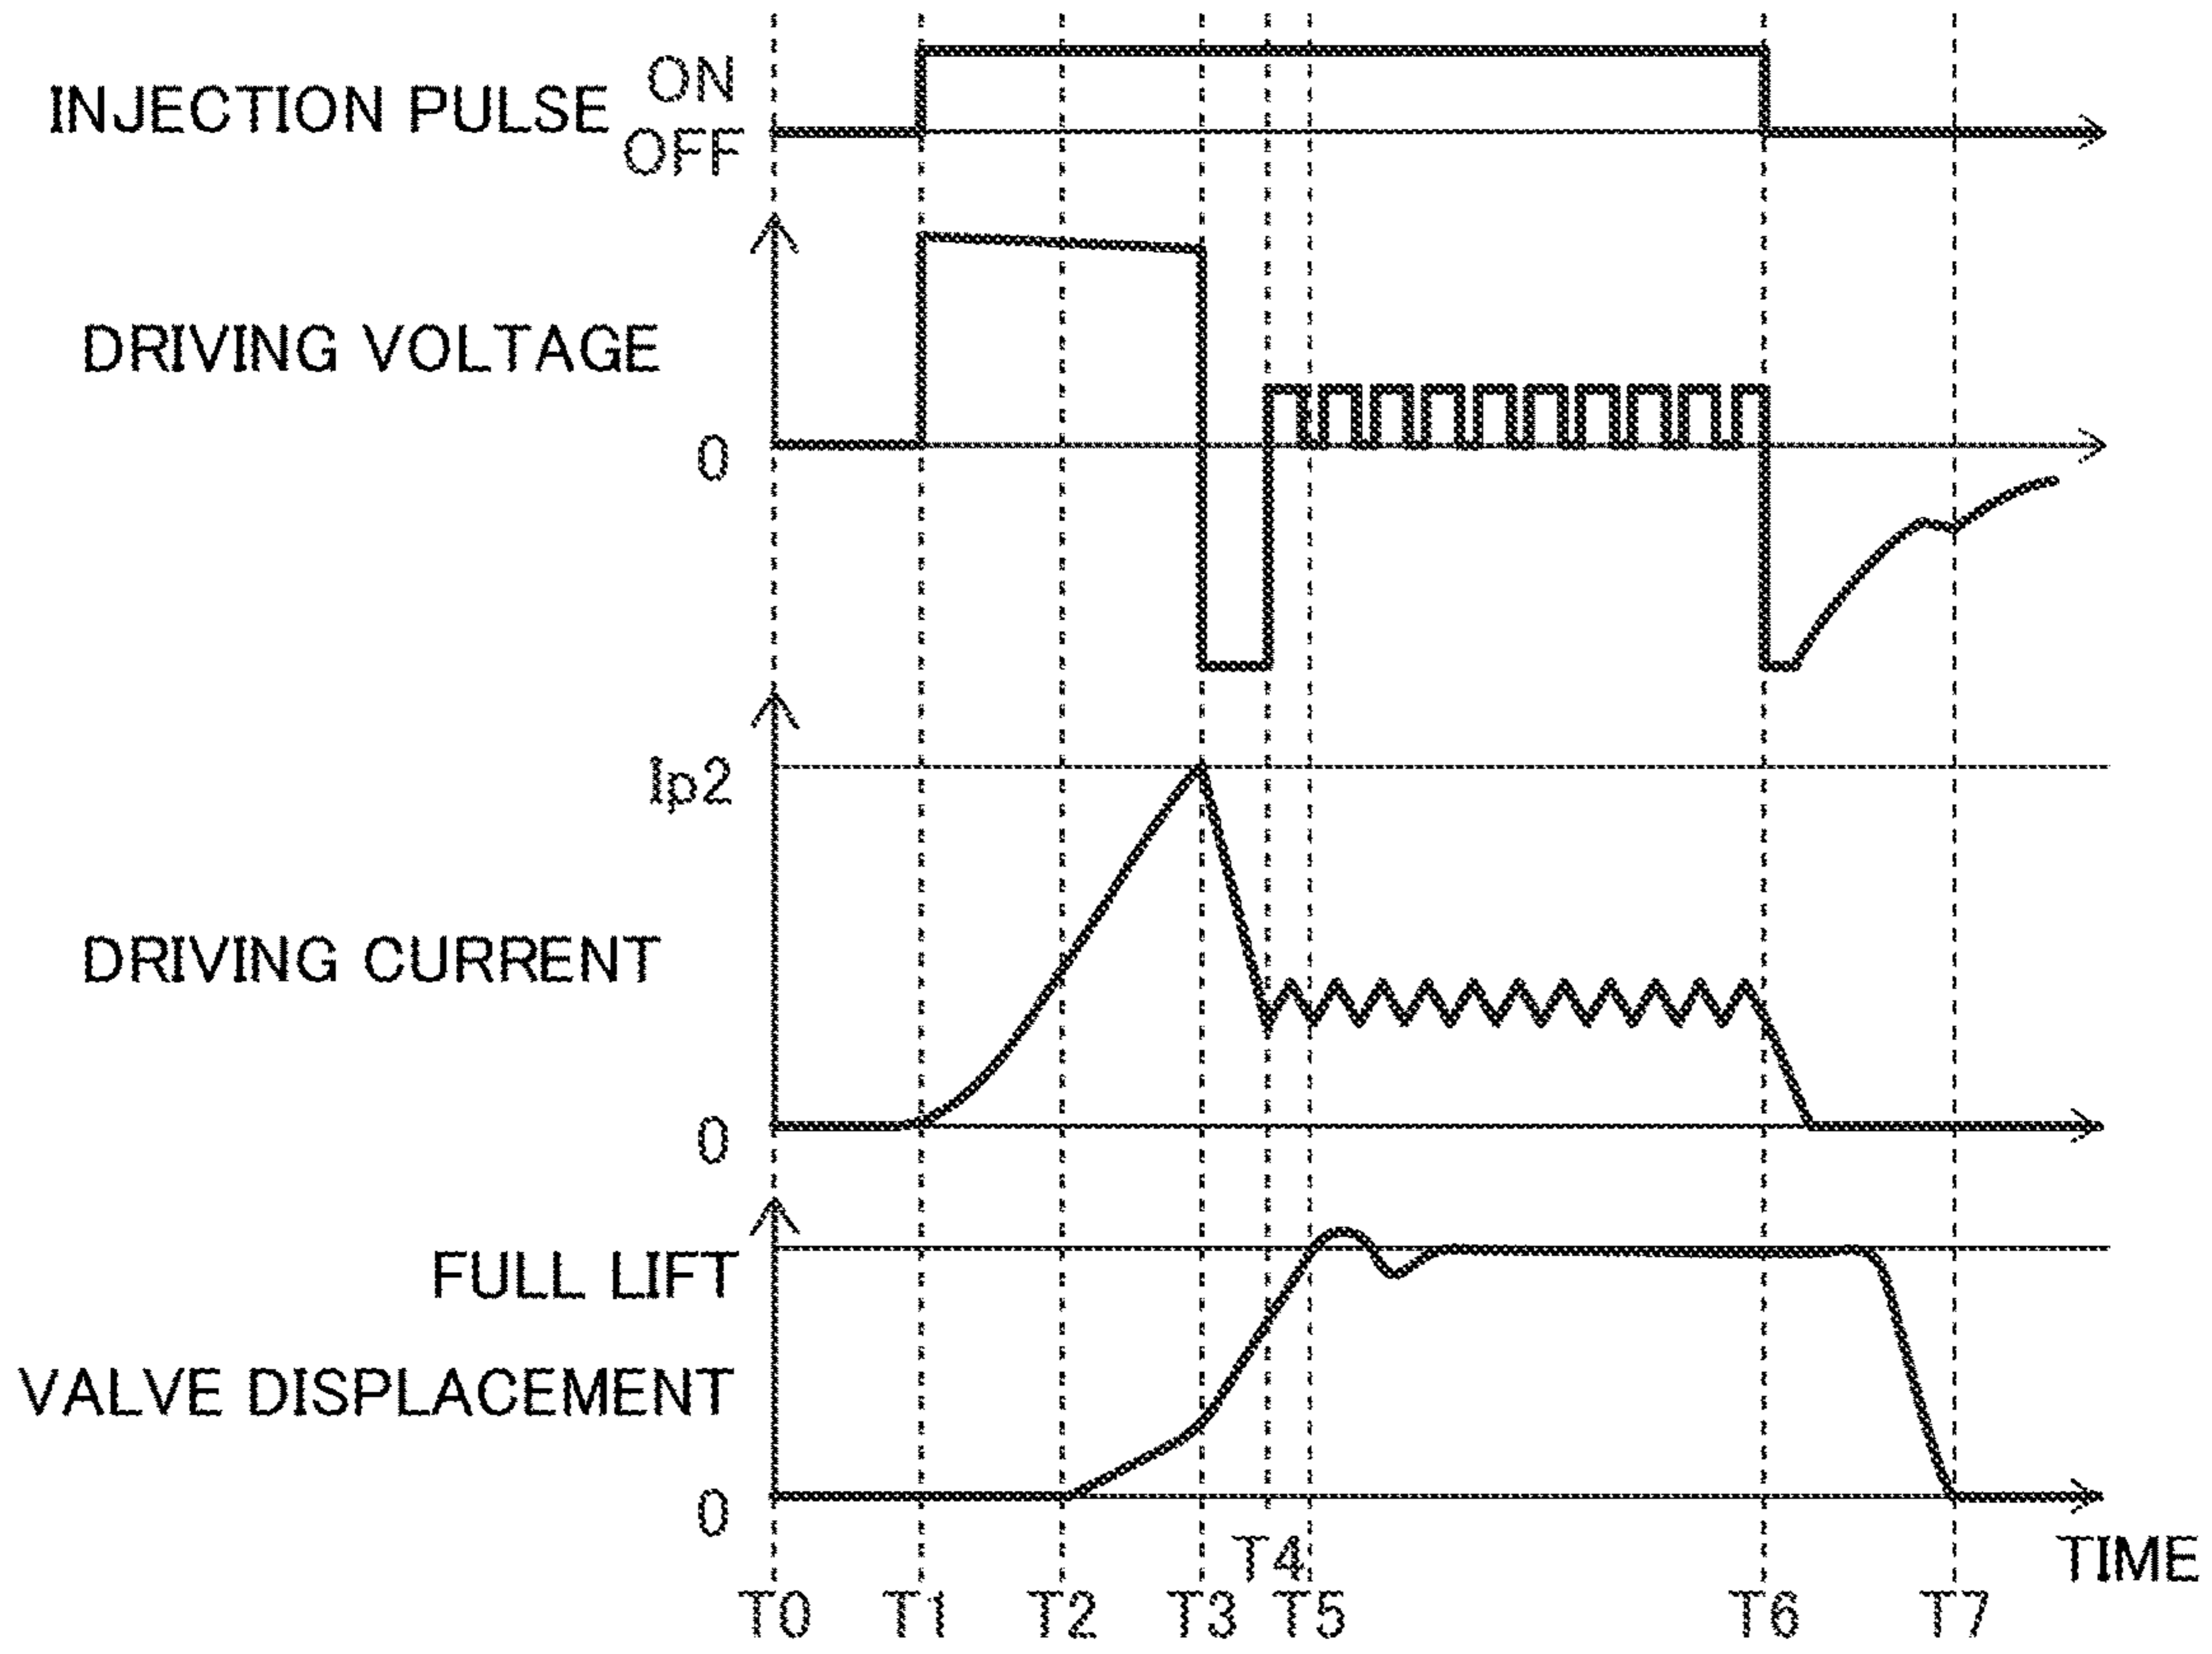 INJECTION PULSE
ON
OFF
DRIVING VOLTAGE
0
Ip2
DRIVING CURRENT
0
FULL LIFT
VALVE DISPLACEMENT
0
T0
T1
T2
T3
T4
T5
T6
T7
TIME